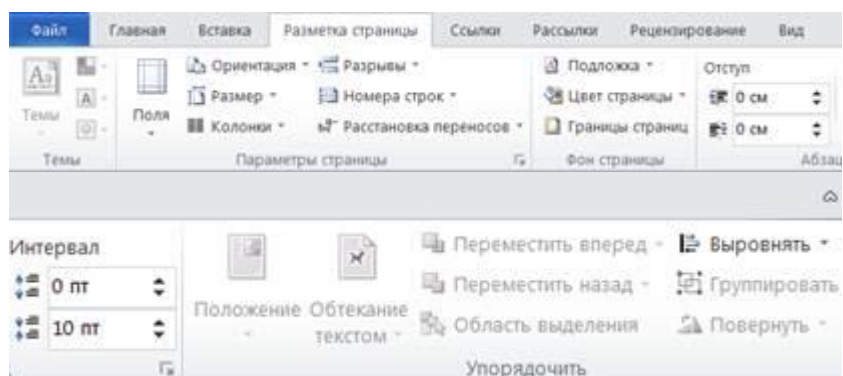 Файл Главная Вставка Разметка страницы Ссылки Рассылки Рецензирование Вид
Ориентация Разрывы Подложка Отступ
Размер Номера строк Цвет страницы 0 см
Темы Поля
Колонки Расстановка переносов Границы страниц 0 см
Темы Параметры страницы Фон страницы Абзац
Интервал Переместить вперед Выровнять
0 пт Переместить назад Группировать
Положение Обтекание текстом
10 пт Область выделения Повернуть
Упорядочить